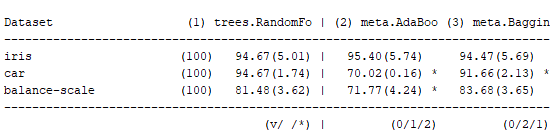 Dataset (1) trees.RandomFo | (2) meta.AdaBoo (3) meta.Baggin
----------------------------------------------------------------------------
iris (100) 94.67(5.01) | 95.40(5.74) 94.47(5.69)
car (100) 94.67(1.74) | 70.02(0.16) * 91.66(2.13) *
balance-scale (100) 81.48(3.62) | 71.77(4.24) * 83.68(3.65)
----------------------------------------------------------------------------
(v/ /*) | (0/1/2) (0/2/1)